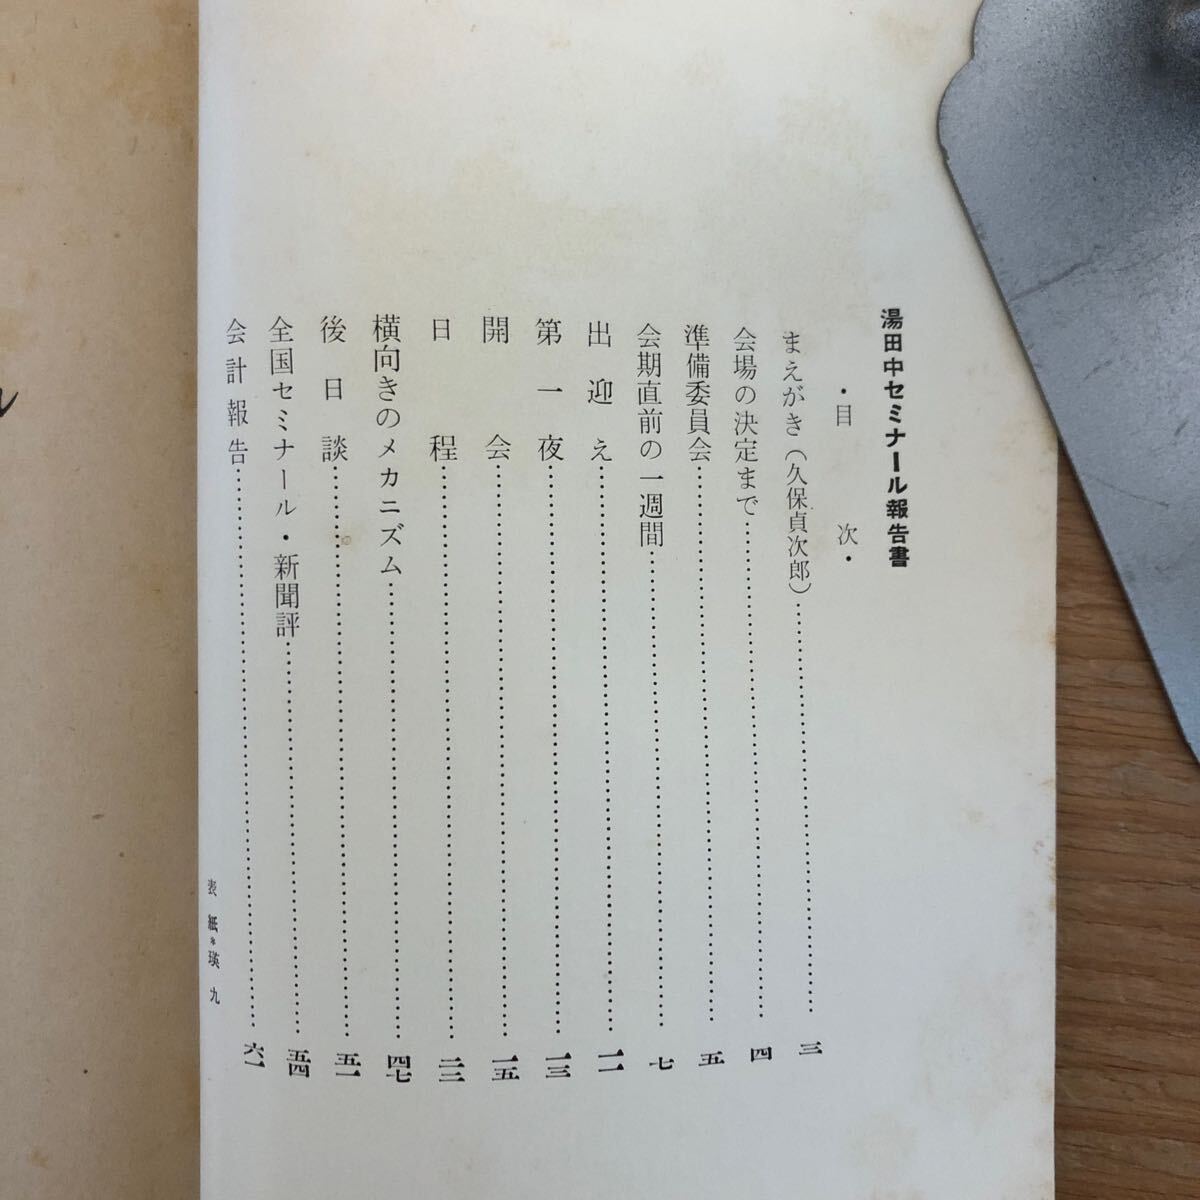 湯田中セミナール報告書
・目次・
まえがき（久保貞次郎）……三
会場の決定まで……四
準備委員会……五
会期直前の一週間……七
出迎え……一一
第一夜……一三
開会……一五
日程……二三
横向きのメカニズム……四七
後日談……五一
全国セミナール・新聞評……五四
会計報告……六一
表紙＊瑛九